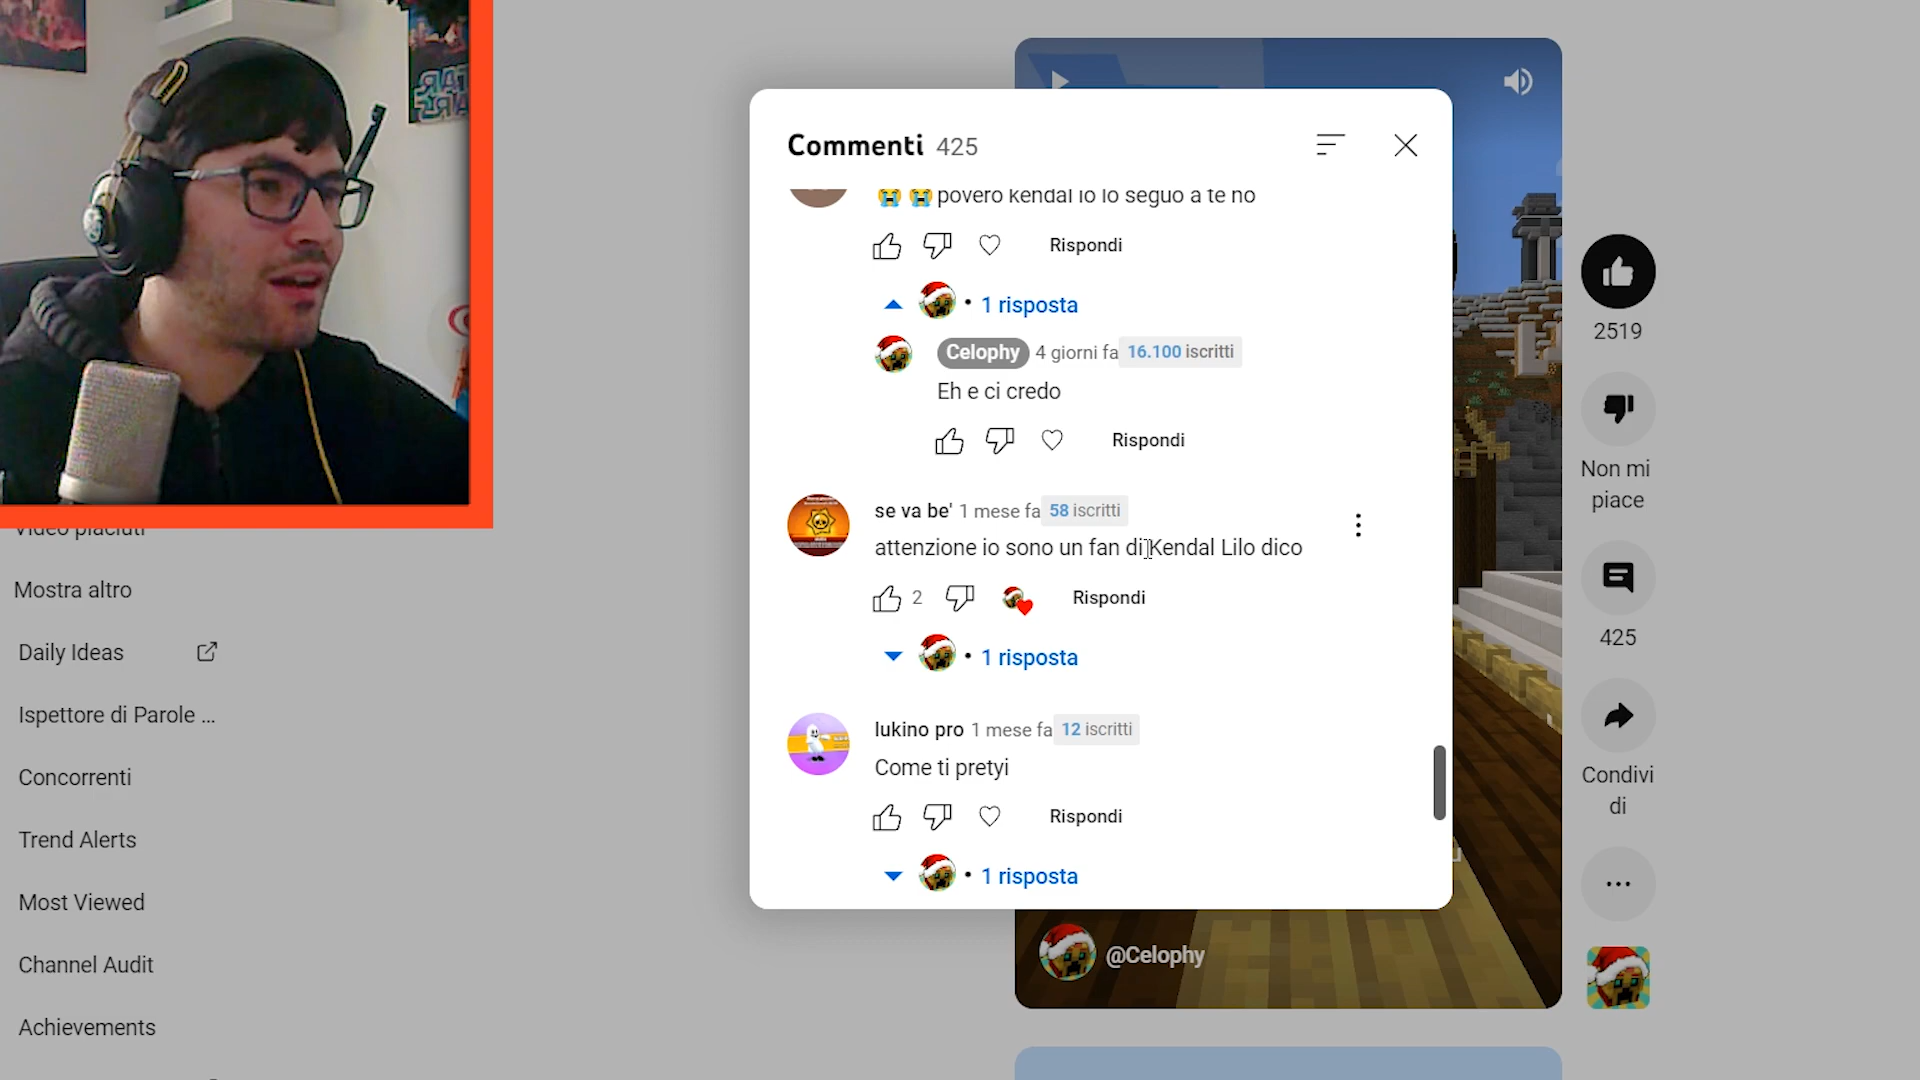 Commenti 425
😭 😭 povero kendal io lo seguo a te no
Rispondi
• 1 risposta
Celophy 4 giorni fa 16.100 iscritti
Eh e ci credo
Rispondi
se va be' 1 mese fa 58 iscritti
attenzione io sono un fan di Kendal Lilo dico
2 Rispondi
• 1 risposta
lukino pro 1 mese fa 12 iscritti
Come ti pretyi
Rispondi
• 1 risposta
@Celophy
2519
Non mi
piace
425
Condivi
di
Video piaciuti
Mostra altro
Daily Ideas
Ispettore di Parole ...
Concorrenti
Trend Alerts
Most Viewed
Channel Audit
Achievements